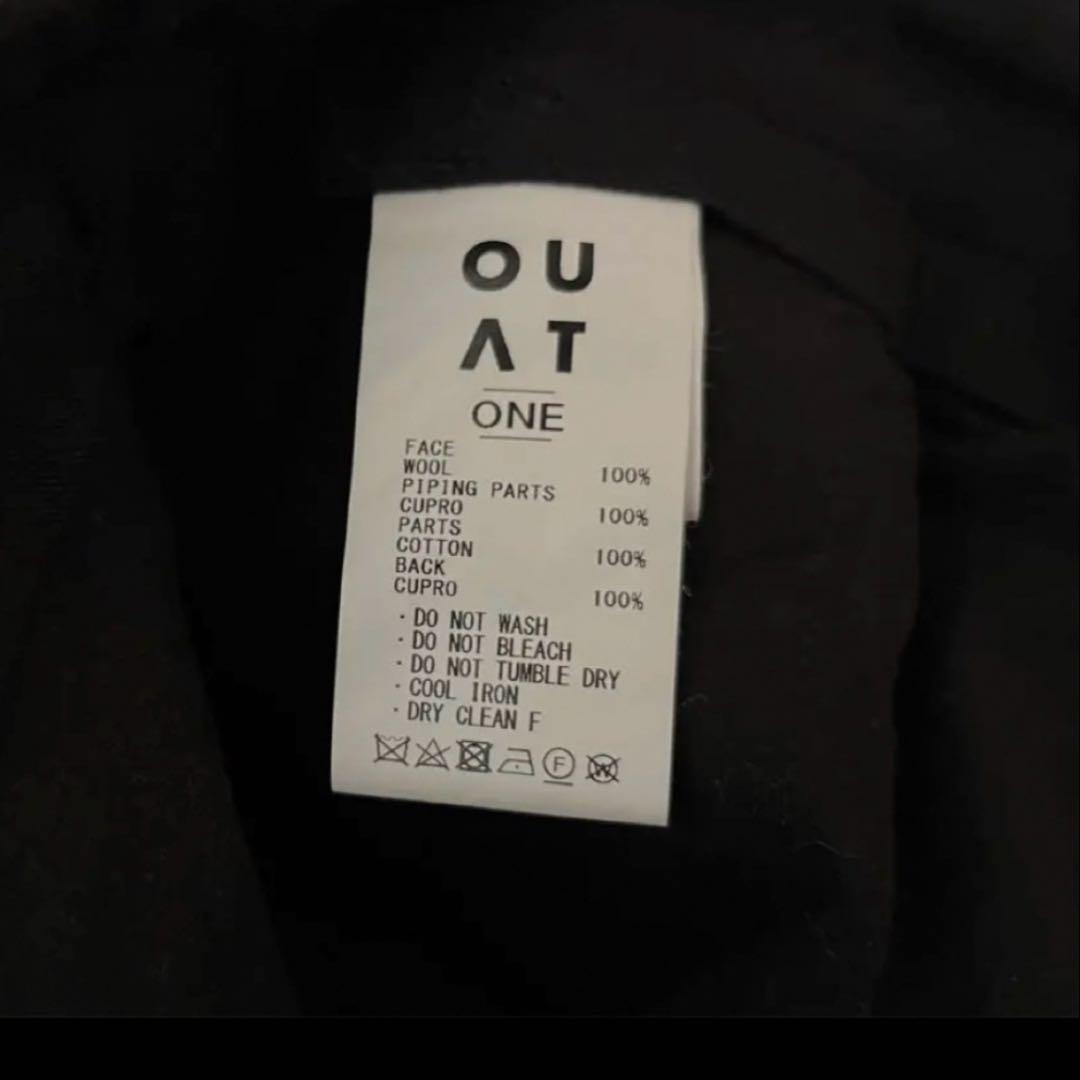 OU
ΛT
ONE
FACE
WOOL 100%
PIPING PARTS
CUPRO 100%
PARTS
COTTON 100%
BACK
CUPRO 100%
・DO NOT WASH
・DO NOT BLEACH
・DO NOT TUMBLE DRY
・COOL IRON
・DRY CLEAN F
F W